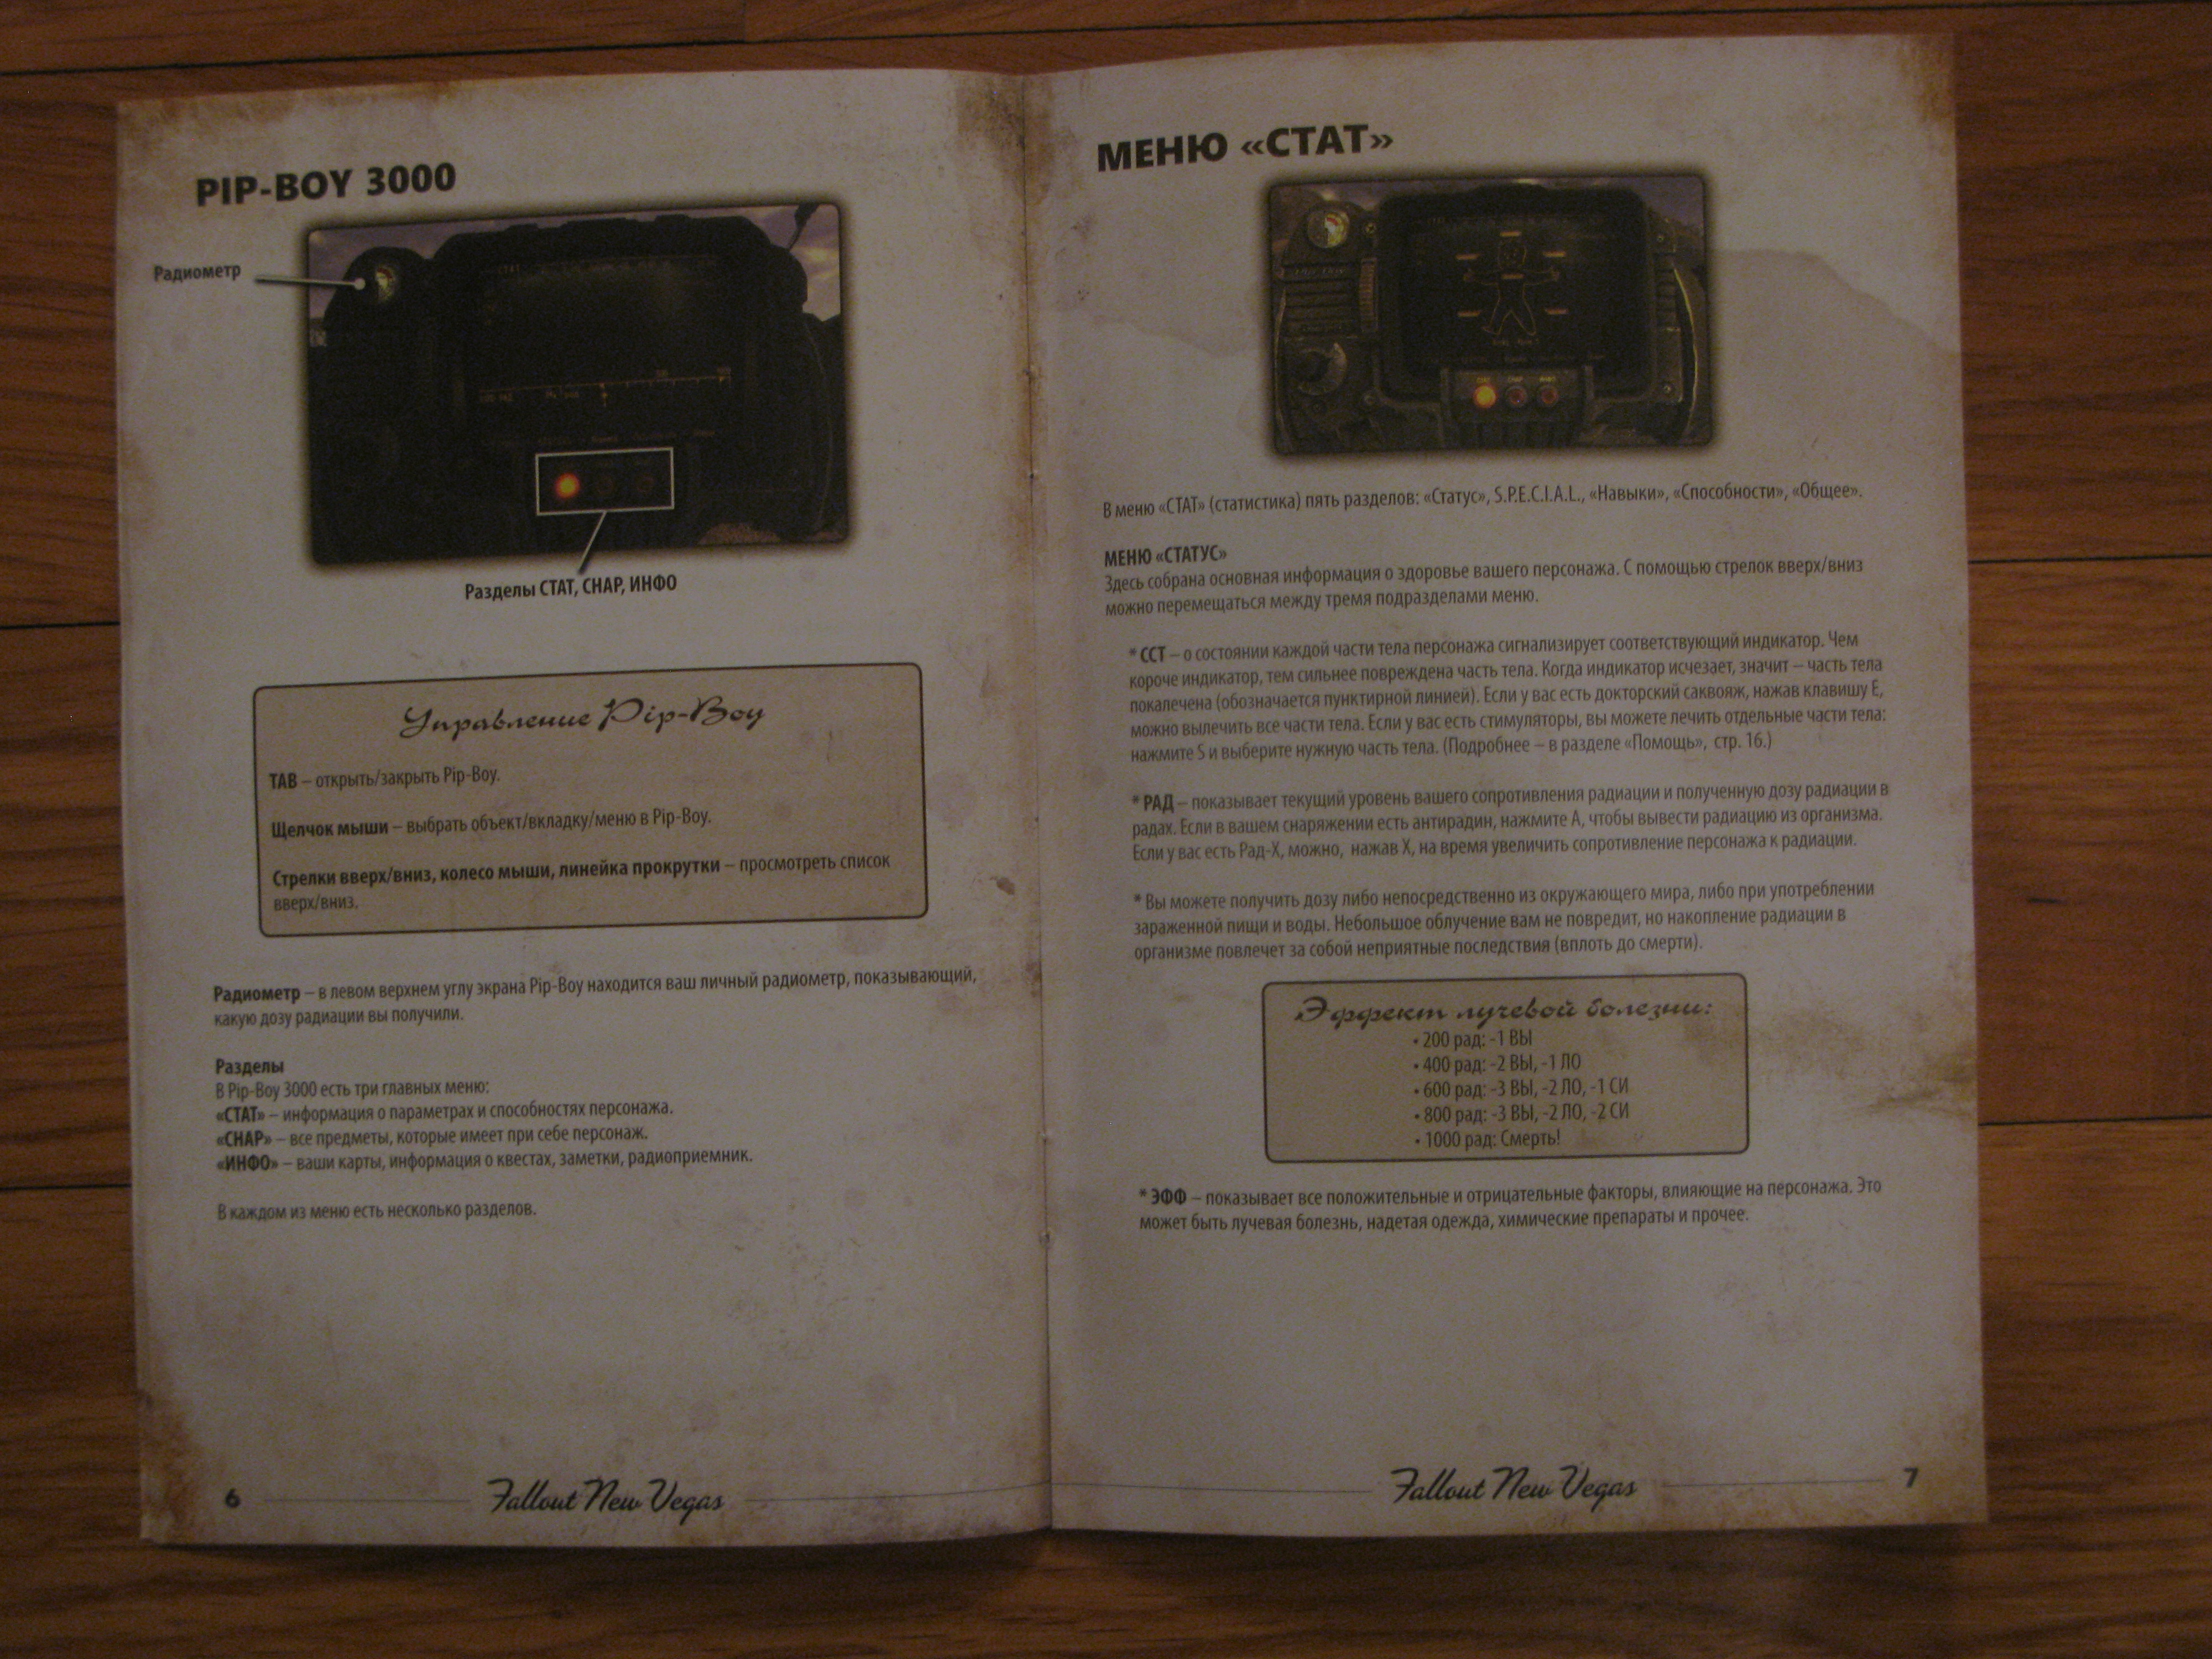 PIP-BOY 3000
Радиометр
СТАТ
Разделы СТАТ, СНАР, ИНФО
Управление Pip-Boy
TAB – открыть/закрыть Pip-Boy.
Щелчок мыши – выбрать объект/вкладку/меню в Pip-Boy.
Стрелки вверх/вниз, колесо мыши, линейка прокрутки – просмотреть список
вверх/вниз.
Радиометр – в левом верхнем углу экрана Pip-Boy находится ваш личный радиометр, показывающий,
какую дозу радиации вы получили.
Разделы
В Pip-Boy 3000 есть три главных меню:
«СТАТ» – информация о параметрах и способностях персонажа.
«СНАР» – все предметы, которые имеет при себе персонаж.
«ИНФО» – ваши карты, информация о квестах, заметки, радиоприемник.
В каждом из меню есть несколько разделов.
6
Fallout New Vegas
МЕНЮ «СТАТ»
В меню «СТАТ» (статистика) пять разделов: «Статус», S.P.E.C.I.A.L., «Навыки», «Способности», «Общее».
МЕНЮ «СТАТУС»
Здесь собрана основная информация о здоровье вашего персонажа. С помощью стрелок вверх/вниз
можно перемещаться между тремя подразделами меню.
* ССТ – о состоянии каждой части тела персонажа сигнализирует соответствующий индикатор. Чем
короче индикатор, тем сильнее повреждена часть тела. Когда индикатор исчезает, значит – часть тела
покалечена (обозначается пунктирной линией). Если у вас есть докторский саквояж, нажав клавишу E,
можно вылечить все части тела. Если у вас есть стимуляторы, вы можете лечить отдельные части тела:
нажмите S и выберите нужную часть тела. (Подробнее – в разделе «Помощь», стр. 16.)
* РАД – показывает текущий уровень вашего сопротивления радиации и полученную дозу радиации в
радах. Если в вашем снаряжении есть антирадин, нажмите A, чтобы вывести радиацию из организма.
Если у вас есть Рад-Х, можно, нажав X, на время увеличить сопротивление персонажа к радиации.
* Вы можете получить дозу либо непосредственно из окружающего мира, либо при употреблении
зараженной пищи и воды. Небольшое облучение вам не повредит, но накопление радиации в
организме повлечет за собой неприятные последствия (вплоть до смерти).
Эффект лучевой болезни:
• 200 рад: -1 ВЫ
• 400 рад: -2 ВЫ, -1 ЛО
• 600 рад: -3 ВЫ, -2 ЛО, -1 СИ
• 800 рад: -3 ВЫ, -2 ЛО, -2 СИ
• 1000 рад: Смерть!
* ЭФФ – показывает все положительные и отрицательные факторы, влияющие на персонажа. Это
может быть лучевая болезнь, надетая одежда, химические препараты и прочее.
Fallout New Vegas
7